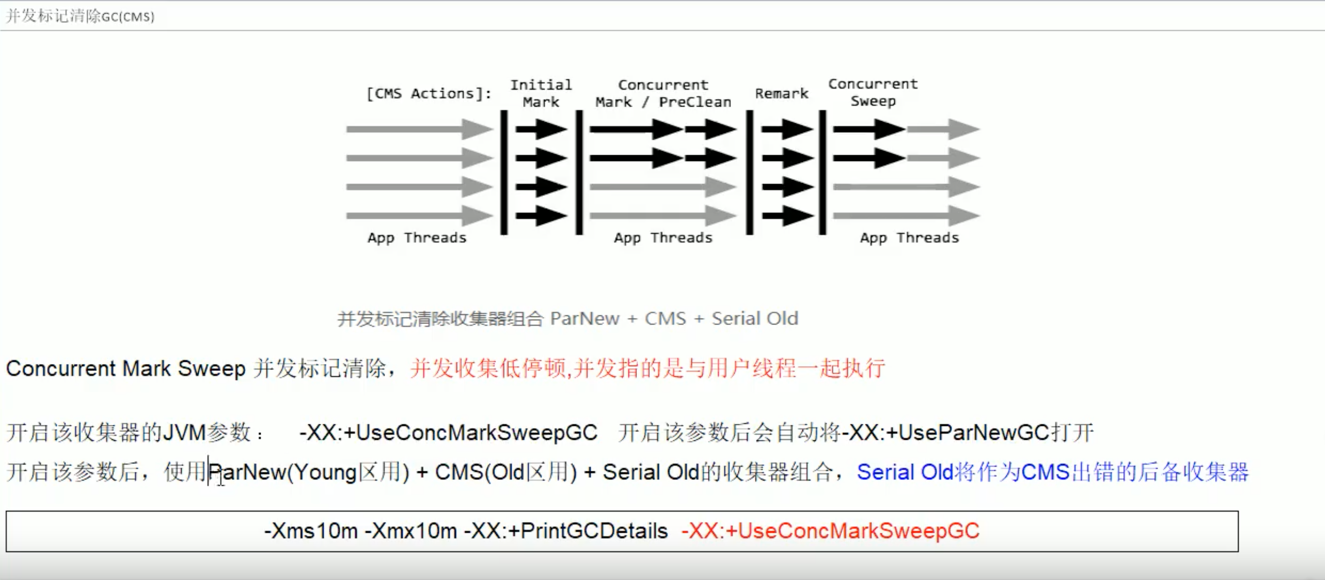 并发标记清除GC(CMS)
[CMS Actions]: Initial Mark Concurrent Mark / PreClean Remark Concurrent Sweep
App Threads App Threads App Threads
并发标记清除收集器组合 ParNew + CMS + Serial Old
Concurrent Mark Sweep 并发标记清除，并发收集低停顿,并发指的是与用户线程一起执行
开启该收集器的JVM参数： -XX:+UseConcMarkSweepGC 开启该参数后会自动将-XX:+UseParNewGC打开
开启该参数后，使用ParNew(Young区用) + CMS(Old区用) + Serial Old的收集器组合，Serial Old将作为CMS出错的后备收集器
-Xms10m -Xmx10m -XX:+PrintGCDetails -XX:+UseConcMarkSweepGC